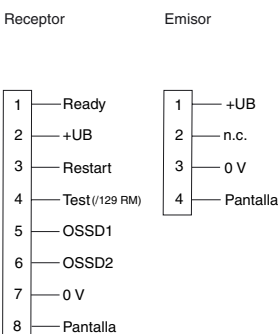 Receptor Emisor
1 Ready 1 +UB
2 +UB 2 n.c.
3 Restart 3 0 V
4 Test (/129 RM) 4 Pantalla
5 OSSD1
6 OSSD2
7 0 V
8 Pantalla